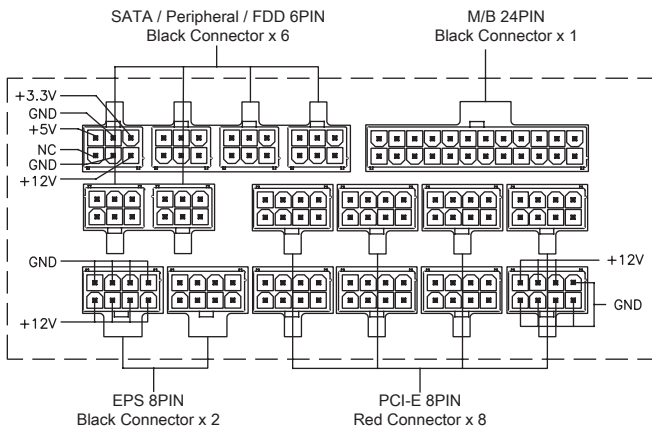 SATA / Peripheral / FDD 6PIN
Black Connector x 6
M/B 24PIN
Black Connector x 1
+3.3V
GND
+5V
NC
GND
+12V
GND
+12V
+12V
GND
EPS 8PIN
Black Connector x 2
PCI-E 8PIN
Red Connector x 8